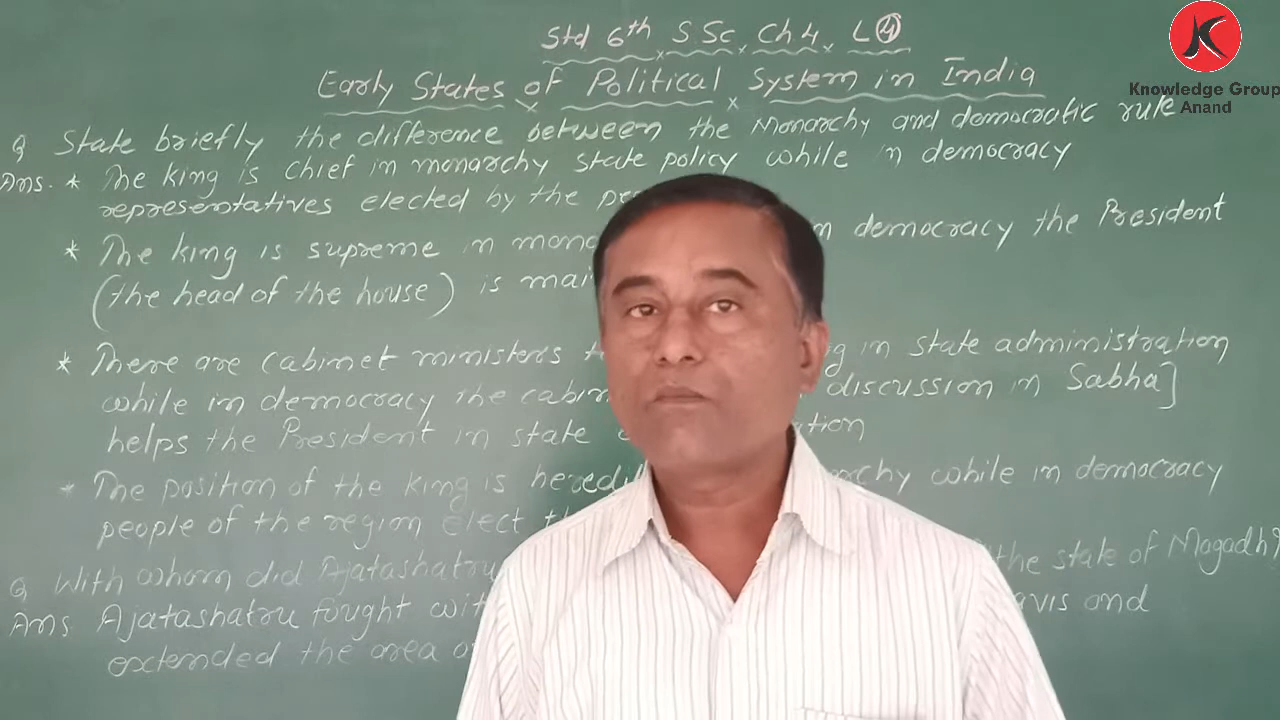 Std 6th S.Sc Ch 4 L 4
Knowledge Group
Anand
Early States of Political System in India
Q State briefly the difference between the Monarchy and democratic rule
Ans. * The king is chief in monarchy state policy while in democracy
representatives elected by the
* The king is supreme in democracy the President
(the head of the house) is
* There are cabinet ministers in state administration
while in democracy the discussion in Sabha]
helps the President in state
* The position of the king is while in democracy
people of the region elect
Q With whom did Ajatashatru the state of Magadh?
Ans Ajatashatru fought and
extended the area